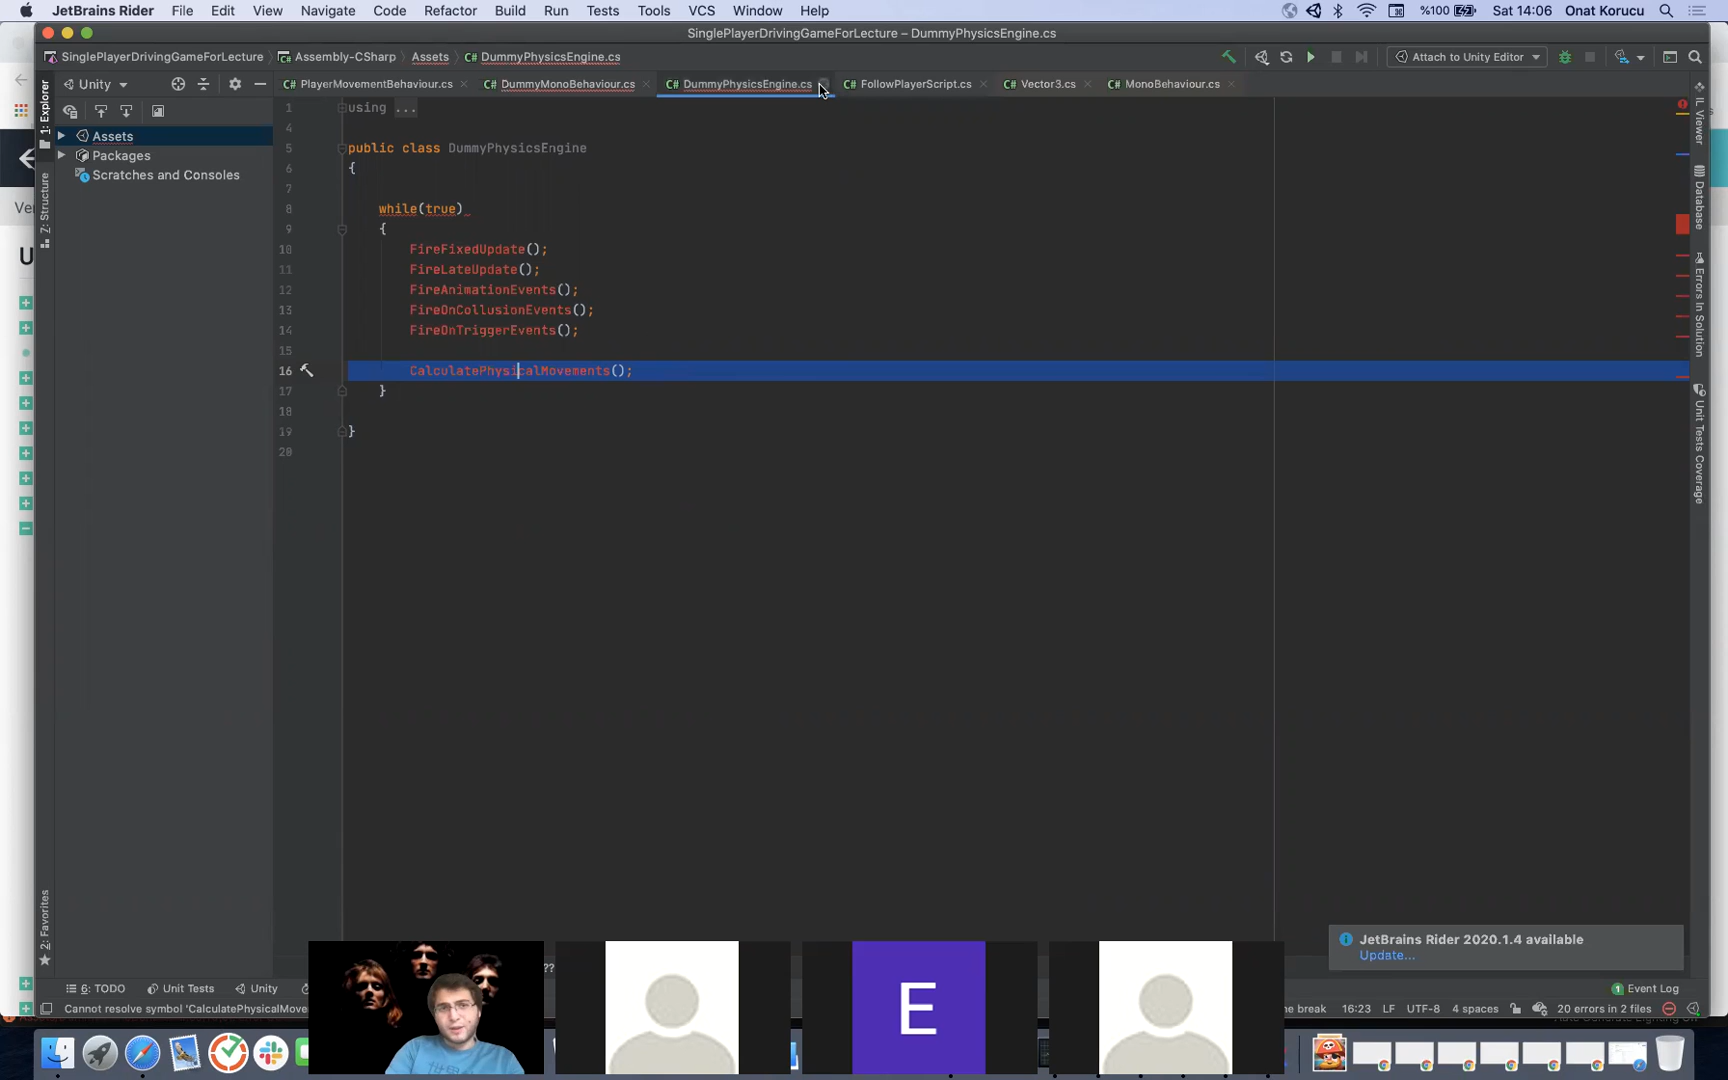 JetBrains Rider File Edit View Navigate Code Refactor Build Run Tests Tools VCS Window Help %100 Sat 14:06 Onat Korucu
SinglePlayerDrivingGameForLecture – DummyPhysicsEngine.cs
SinglePlayerDrivingGameForLecture Assembly-CSharp Assets C# DummyPhysicsEngine.cs Attach to Unity Editor
Unity C# PlayerMovementBehaviour.cs C# DummyMonoBehaviour.cs C# DummyPhysicsEngine.cs C# FollowPlayerScript.cs C# Vector3.cs C# MonoBehaviour.cs
1: Explorer
7: Structure
2: Favorites
Assets
Packages
Scratches and Consoles
Ver
U
1 using ...
4
5 public class DummyPhysicsEngine
6 {
7
8 while(true)
9 {
10 FireFixedUpdate();
11 FireLateUpdate();
12 FireAnimationEvents();
13 FireOnCollusionEvents();
14 FireOnTriggerEvents();
15
16 CalculatePhysicalMovements();
17 }
18
19 }
20
IL Viewer
Database
Errors In Solution
Unit Tests Coverage
JetBrains Rider 2020.1.4 available
Update...
??
E
6: TODO Unit Tests Unity 1 Event Log
Cannot resolve symbol 'CalculatePhysicalMove me break 16:23 LF UTF-8 4 spaces 20 errors in 2 files